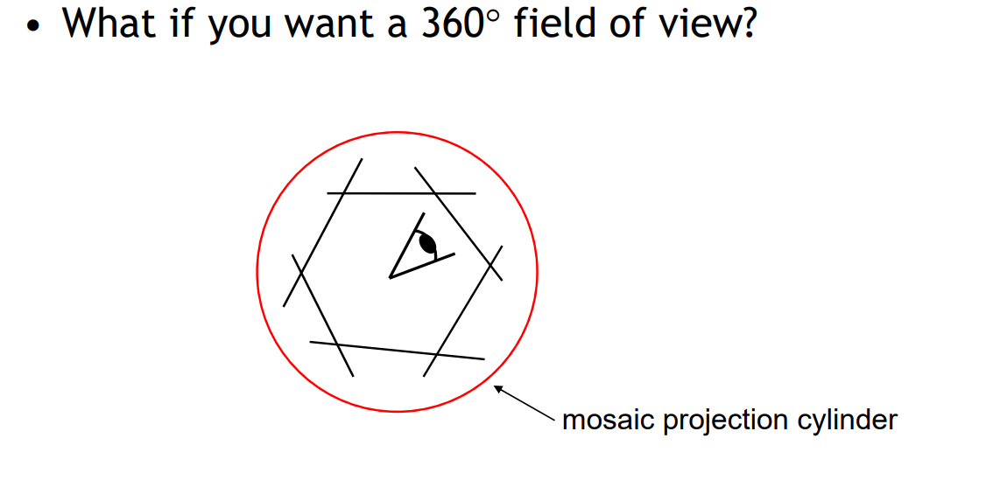 • What if you want a 360° field of view?
mosaic projection cylinder